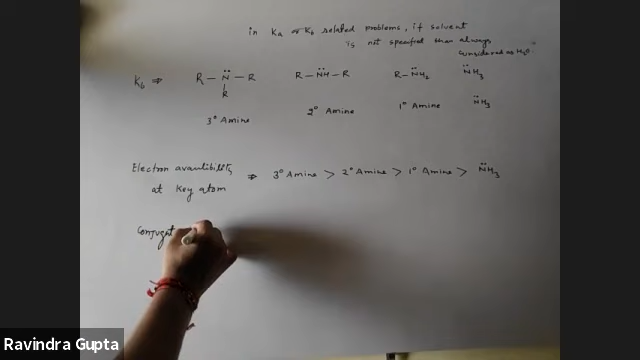 in Ka or Kb related problems, if solvent
is not specified than always
considered as H2O
Kb ⇒ R – N̈ – R R – N̈H – R R – N̈H2 N̈H3
R
3° Amine 2° Amine 1° Amine N̈H3
Electron availibility ⇒ 3° Amine > 2° Amine > 1° Amine > N̈H3
at key atom
Conjugat
Ravindra Gupta